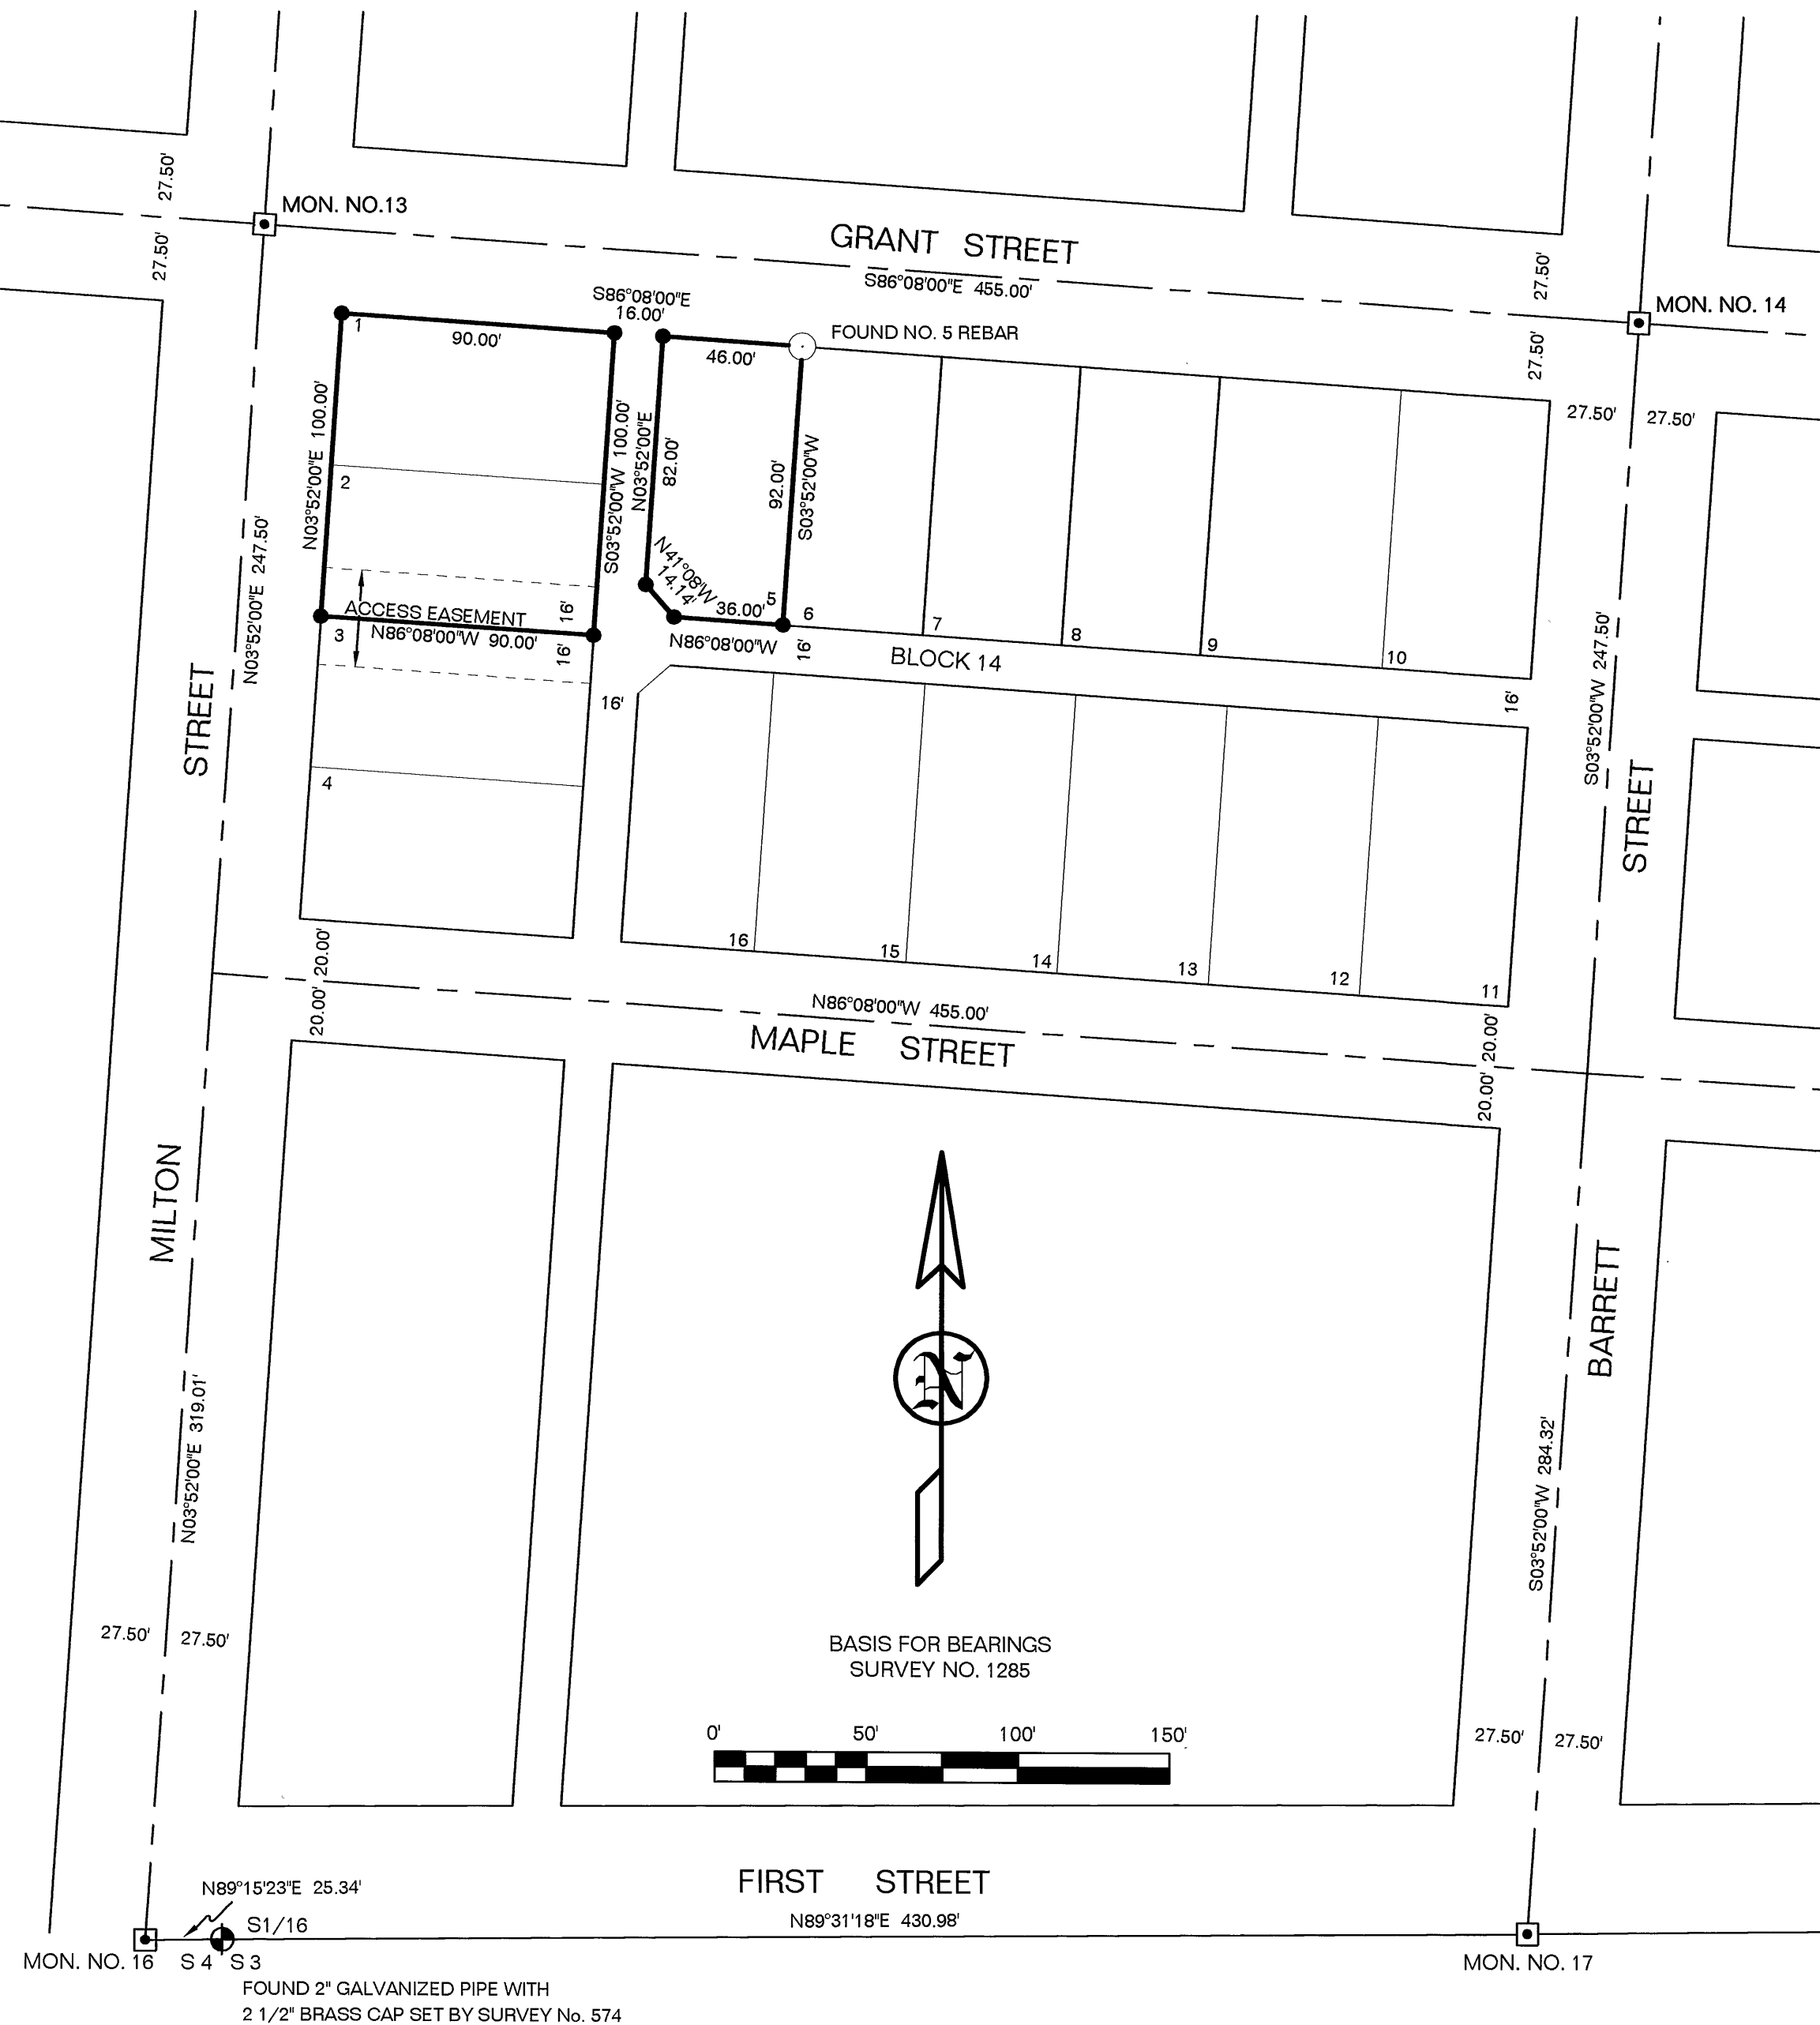 27.50'
MON. NO.13
27.50'
GRANT STREET
S86°08'00"E 455.00'
27.50'
MON. NO. 14
S86°08'00"E
16.00'
1
90.00'
46.00'
FOUND NO. 5 REBAR
27.50'
27.50'
27.50'
N03°52'00"E 100.00'
S03°52'00"W 100.00'
N03°52'00"E
82.00'
92.00'
S03°52'00"W
2
N03°52'00"E 247.50'
N41°08'W
14.14'
36.00'
5
6
7
8
9
10
ACCESS EASEMENT
16'
3
N86°08'00"W 90.00'
16'
N86°08'00"W
16'
BLOCK 14
16'
16'
S03°52'00"W 247.50'
STREET
STREET
4
16
15
14
13
12
11
20.00'
20.00'
N86°08'00"W 455.00'
MAPLE STREET
20.00'
20.00'
MILTON
BARRETT
N
N03°52'00"E 319.01'
S03°52'00"W 284.32'
27.50'
27.50'
BASIS FOR BEARINGS
SURVEY NO. 1285
0'
50'
100'
150'
27.50'
27.50'
FIRST STREET
N89°15'23"E 25.34'
S1/16
N89°31'18"E 430.98'
MON. NO. 16
S 4
S 3
MON. NO. 17
FOUND 2" GALVANIZED PIPE WITH
2 1/2" BRASS CAP SET BY SURVEY No. 574